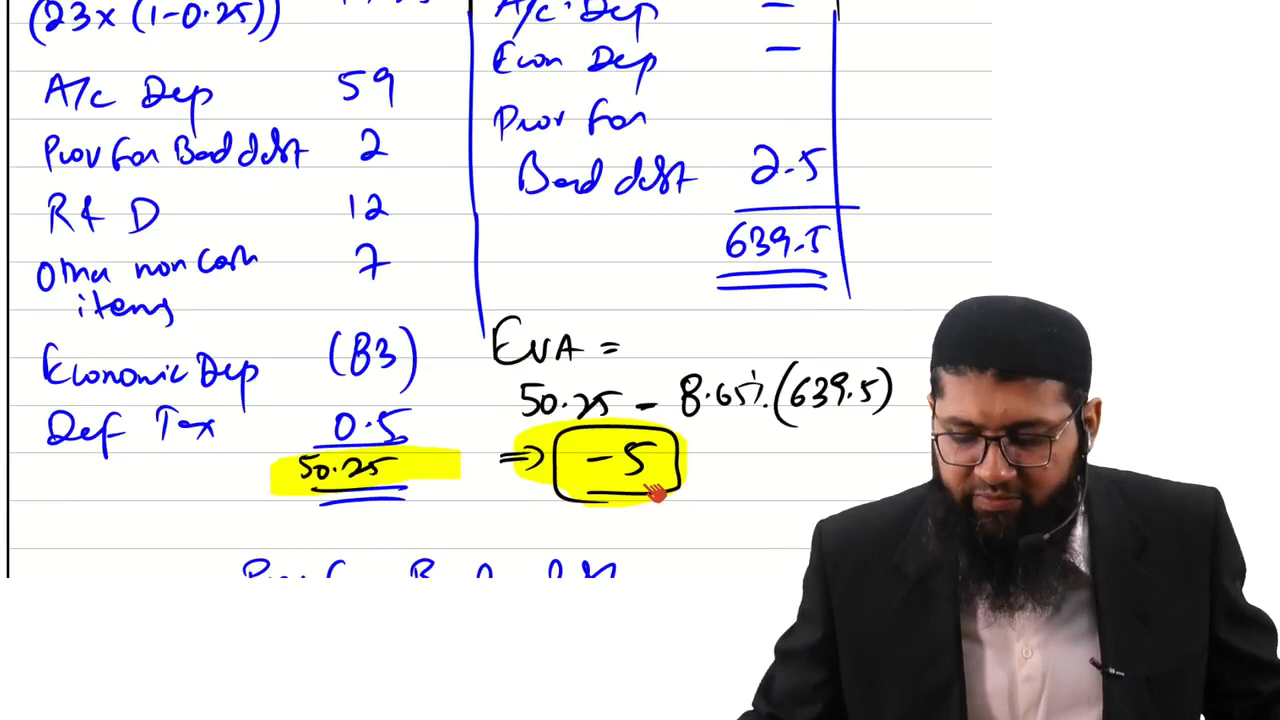 (23x (1-0.25))
A/c Dep 59
Prov for Bad debt 2
R & D 12
Other non cash 7
items
Economic Dep (83)
Def Tax 0.5
50.25
A/c Dep –
Econ Dep –
Prov for
Bad debt 2.5
639.5
EVA =
50.25 - 8.65%(639.5)
⇒ -5